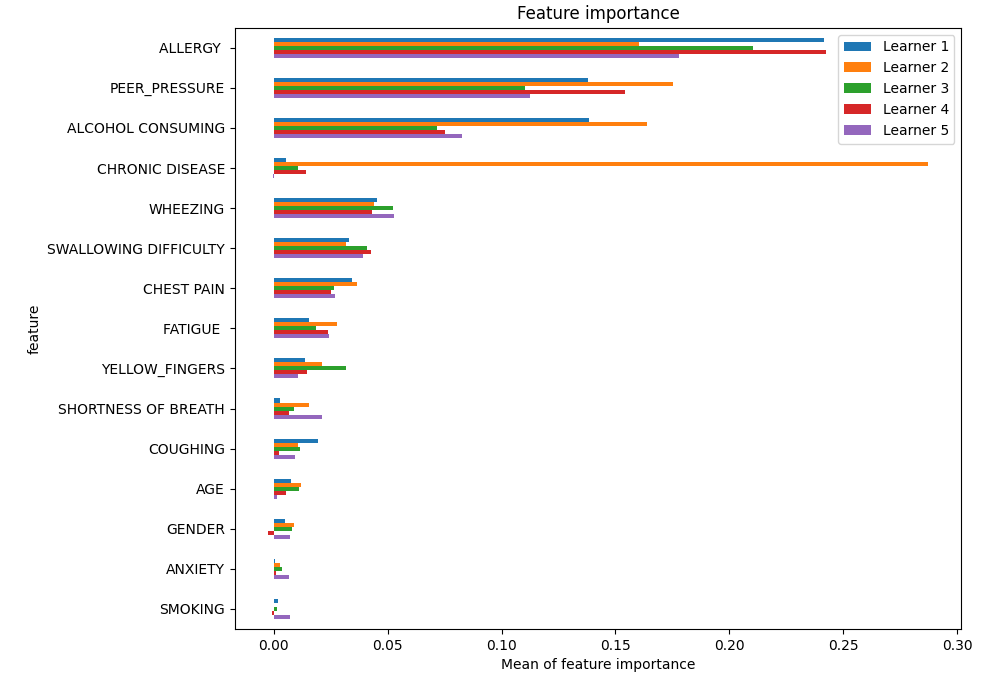 Feature importance
Learner 1
Learner 2
Learner 3
Learner 4
Learner 5
feature
ALLERGY
PEER_PRESSURE
ALCOHOL CONSUMING
CHRONIC DISEASE
WHEEZING
SWALLOWING DIFFICULTY
CHEST PAIN
FATIGUE
YELLOW_FINGERS
SHORTNESS OF BREATH
COUGHING
AGE
GENDER
ANXIETY
SMOKING
0.00 0.05 0.10 0.15 0.20 0.25 0.30
Mean of feature importance